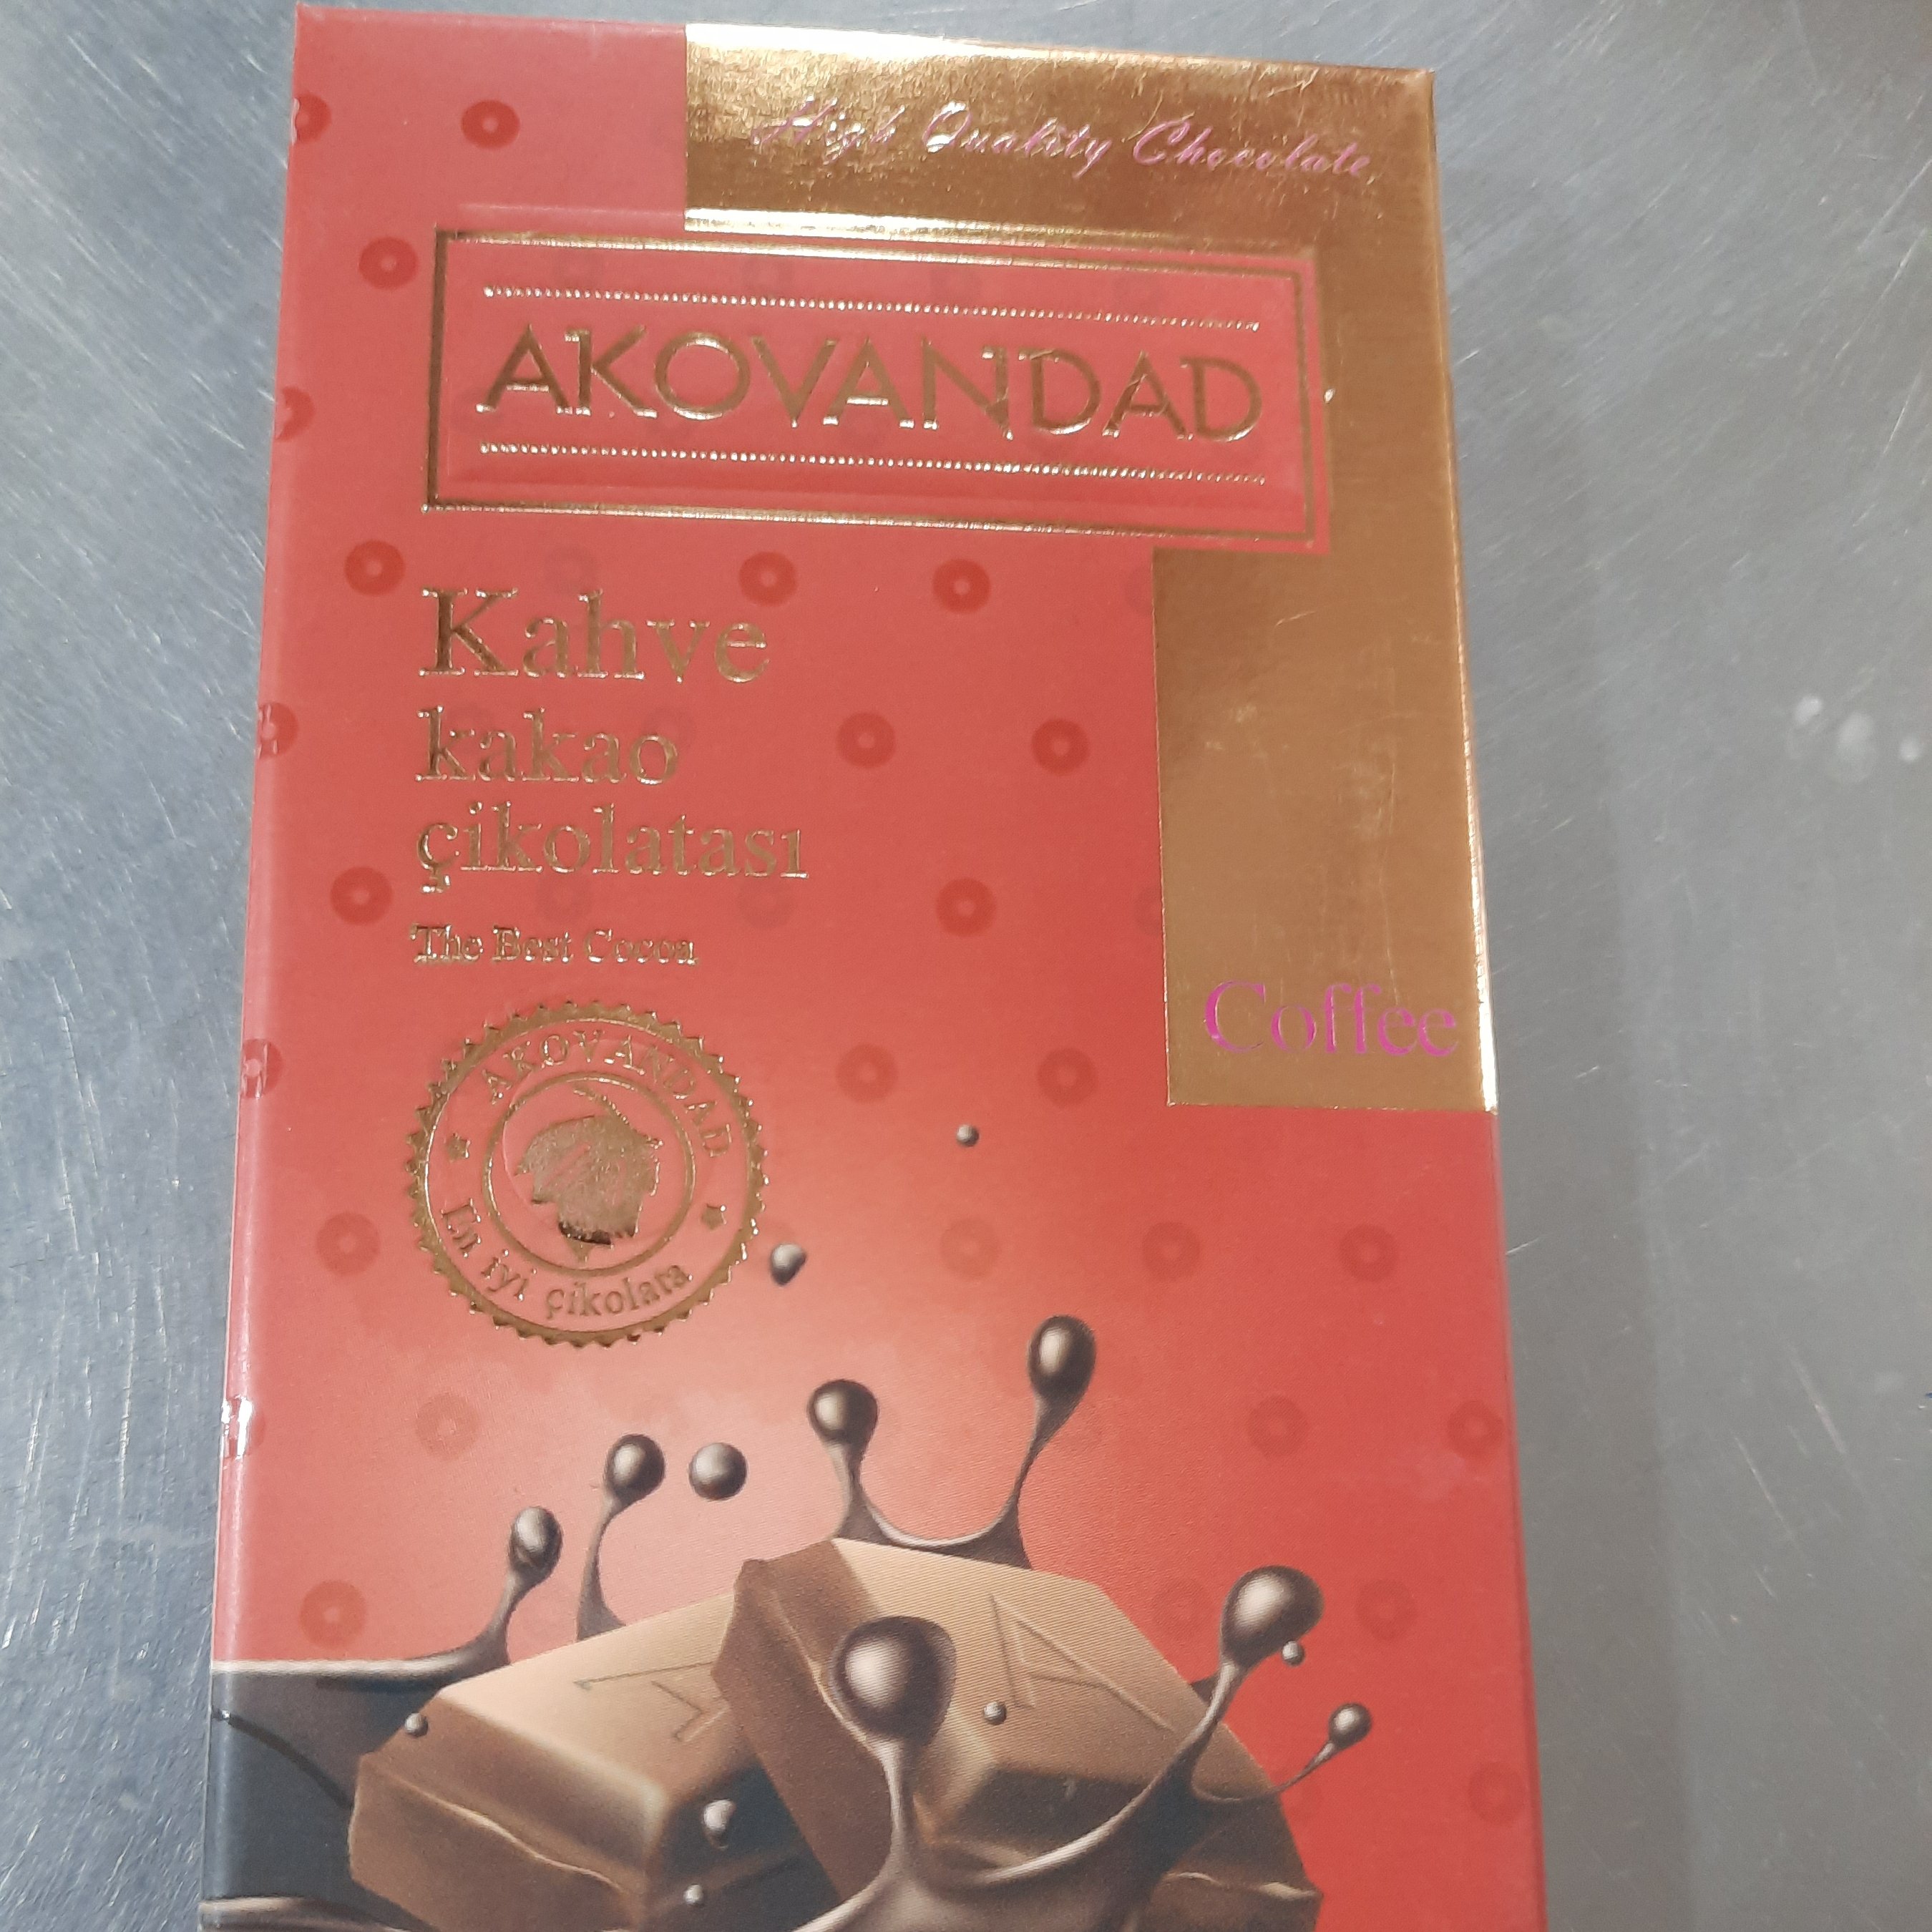 High Quality Chocolate
AKOVANDAD
Kahve
kakao
çikolatası
The Best Cocoa
Coffee
AKOVANDAD
En iyi çikolata
A
A